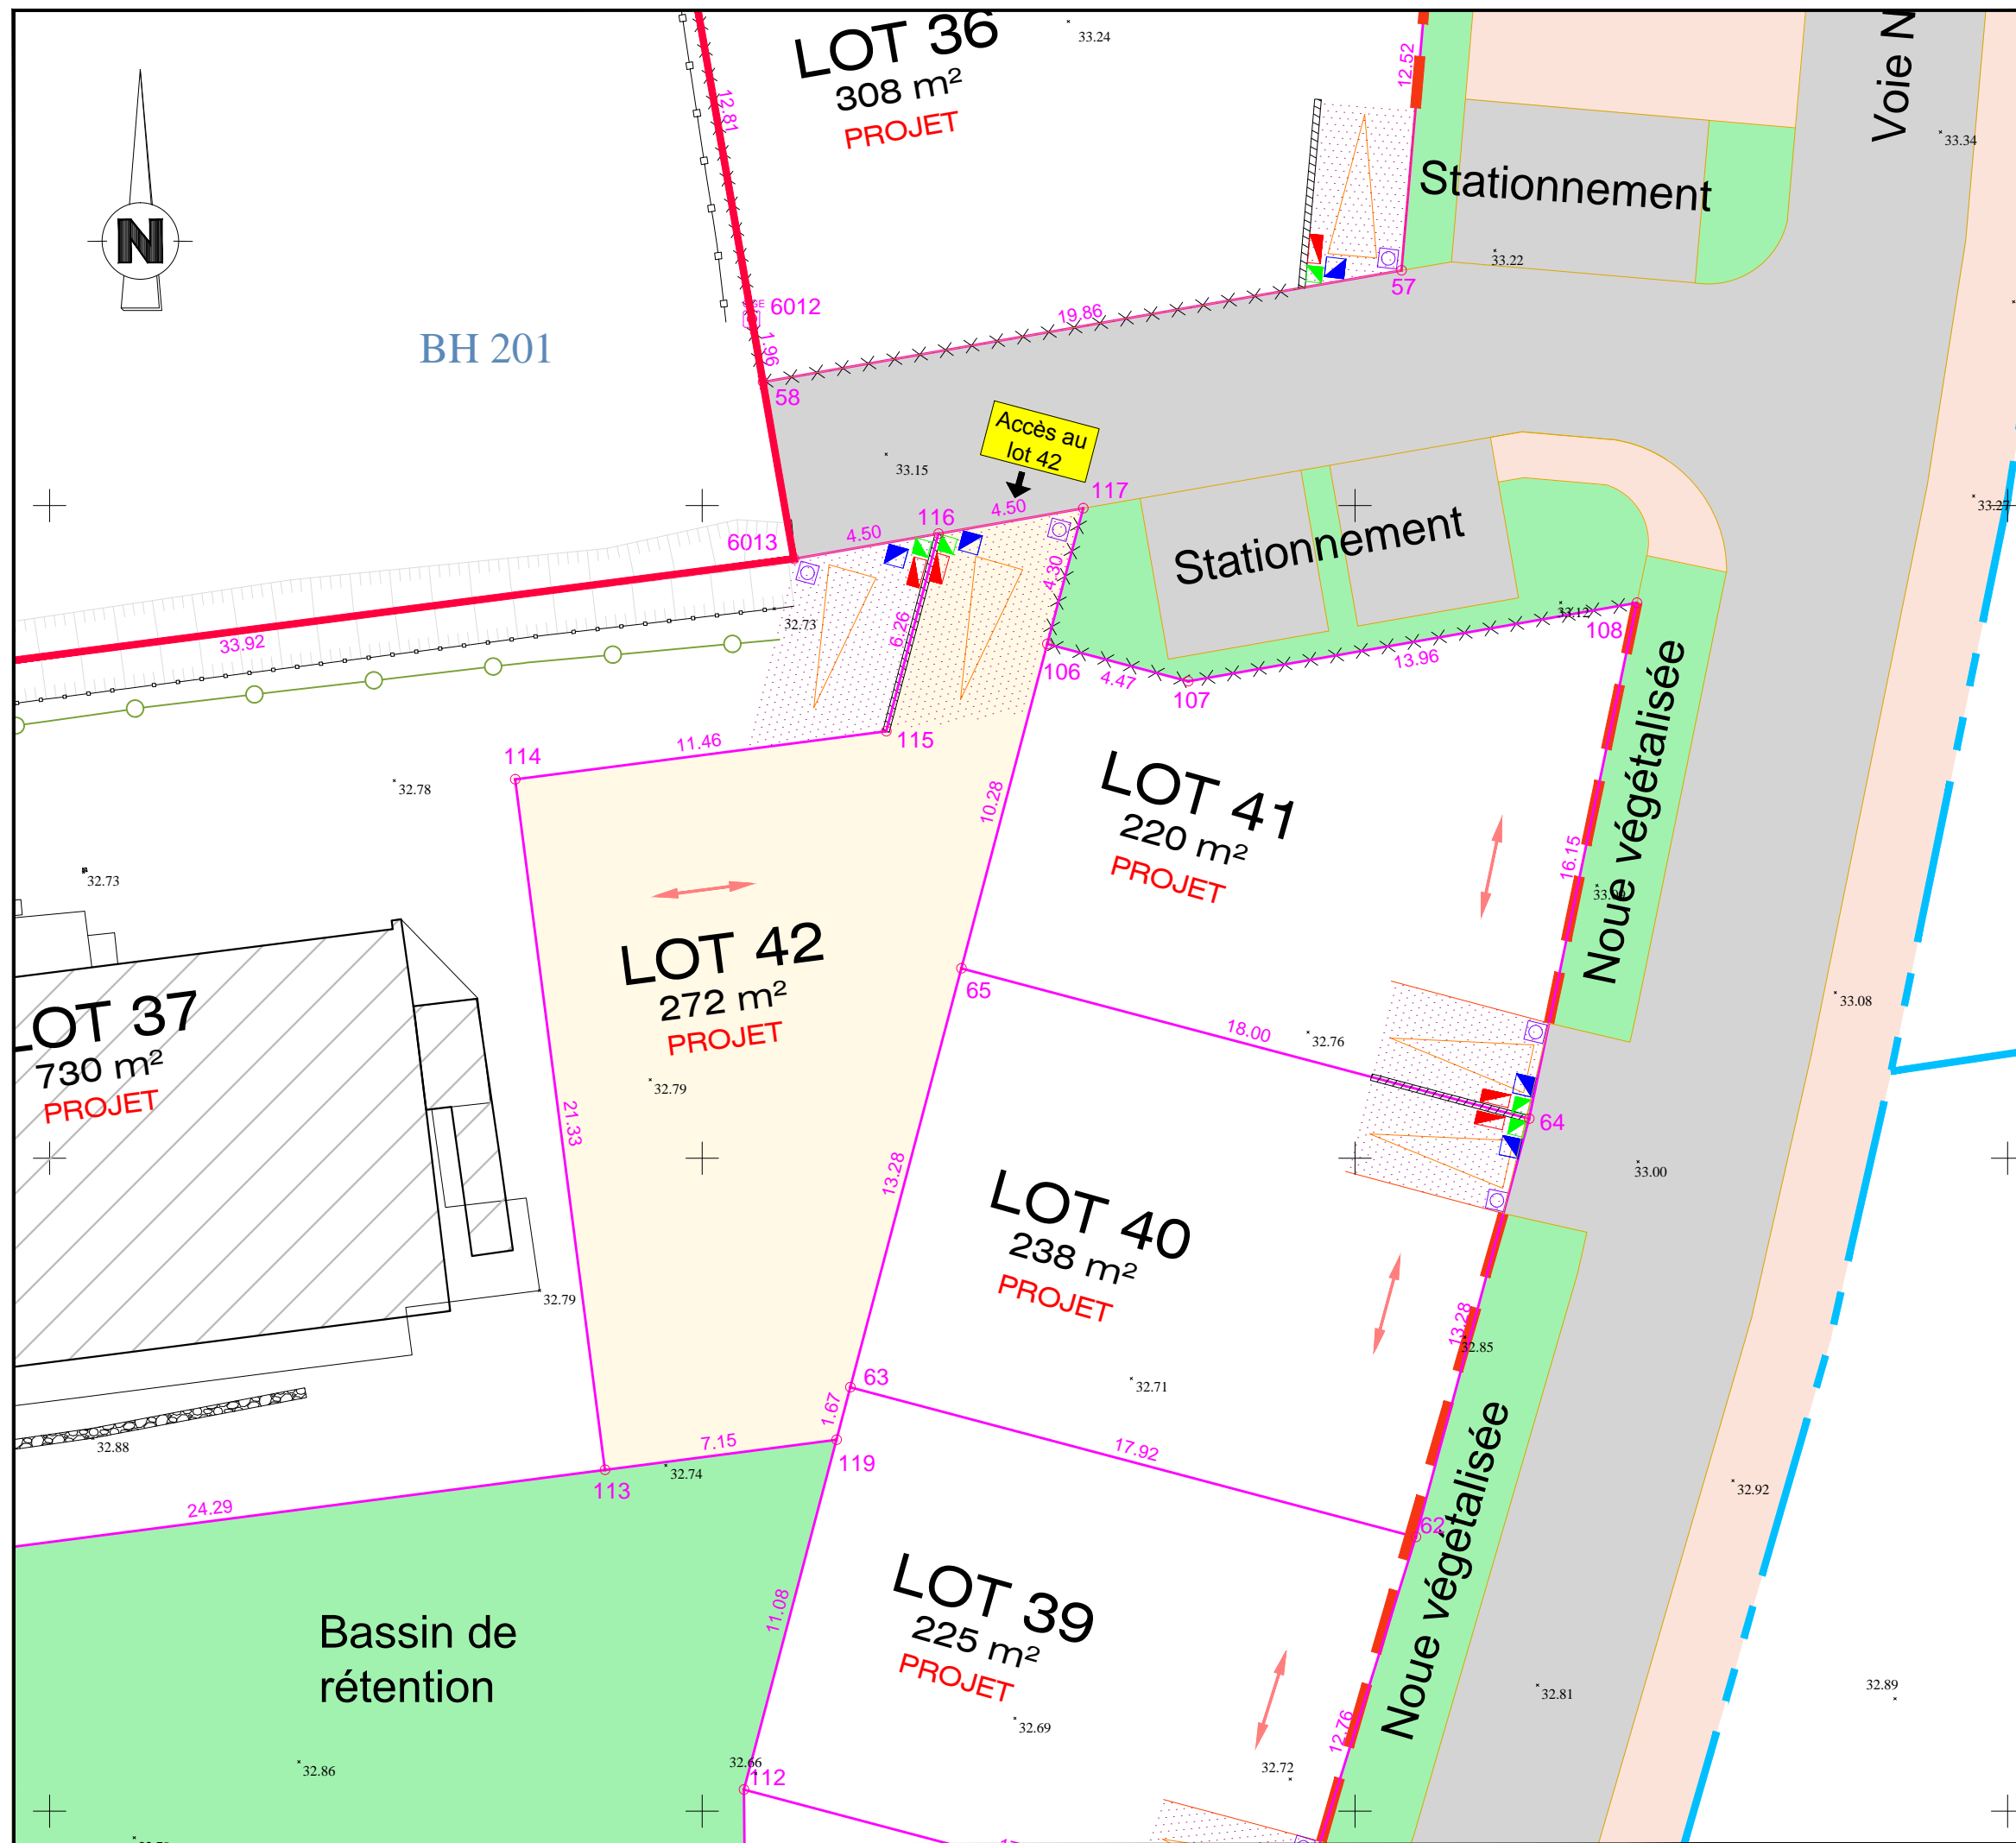 LOT 36
308 m²
PROJET
33.24
12.52
12.81
Voie N
33.34
Stationnement
33.22
57
6012
19.86
1.96
BH 201
58
Accès au
lot 42
33.15
117
4.50
116
4.50
6013
33.27
Stationnement
N
4.30
33.12
108
32.73
6.26
33.92
106
4.47
107
13.96
115
11.46
114
32.78
10.28
LOT 41
220 m²
PROJET
16.15
Noue végétalisée
33.09
32.73
LOT 42
272 m²
PROJET
65
18.00
32.76
33.08
LOT 37
730 m²
PROJET
32.79
21.33
64
33.00
13.28
LOT 40
238 m²
PROJET
32.79
13.28
32.85
63
32.71
1.67
7.15
119
17.92
32.88
32.74
113
24.29
62
32.92
Noue végétalisée
LOT 39
225 m²
PROJET
11.08
Bassin de
rétention
32.69
32.81
32.89
12.76
32.72
32.66
112
32.86